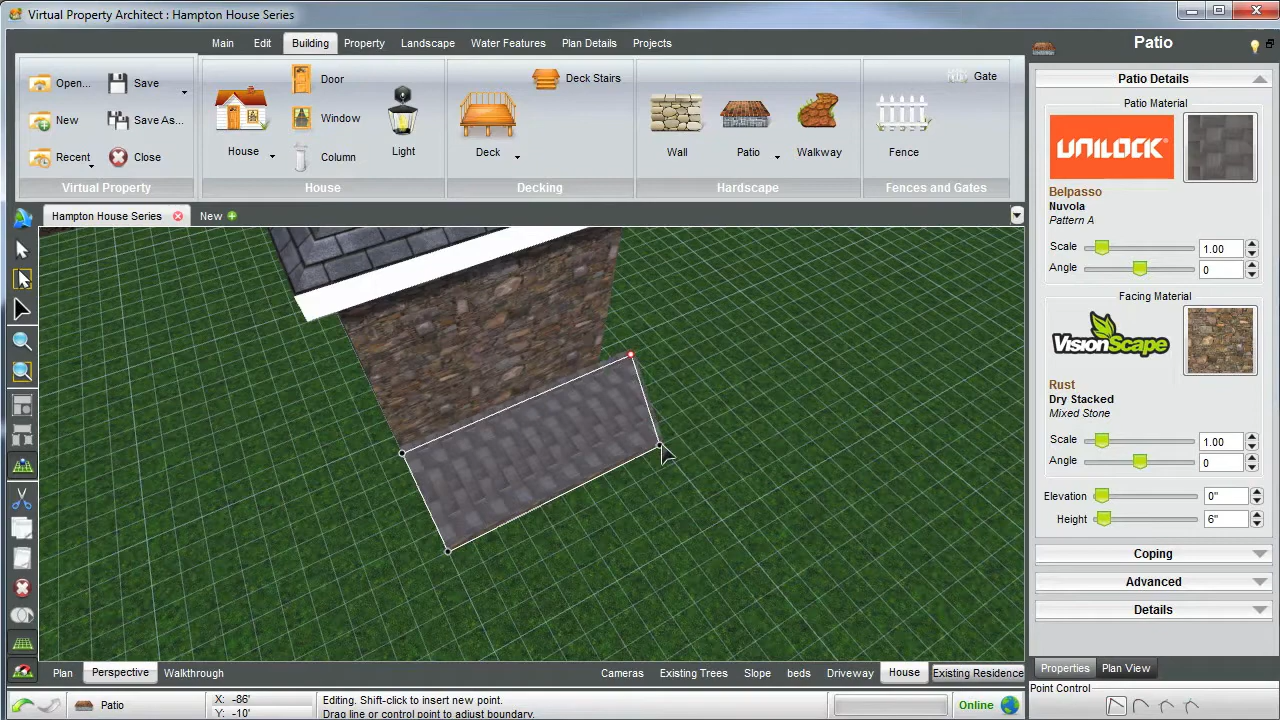 Virtual Property Architect : Hampton House Series
Main Edit Building Property Landscape Water Features Plan Details Projects
Open... Save
New Save As...
Recent Close
Virtual Property
House
Door
Window
Column
Light
House
Deck
Deck Stairs
Decking
Wall Patio Walkway
Hardscape
Gate
Fence
Fences and Gates
Hampton House Series New
Patio
Patio Details
Patio Material
UNILOCK
Belpasso
Nuvola
Pattern A
Scale 1.00
Angle 0
Facing Material
VISIONSCAPE
Rust
Dry Stacked
Mixed Stone
Scale 1.00
Angle 0
Elevation 0"
Height 6"
Coping
Advanced
Details
Properties Plan View
Point Control
Plan Perspective Walkthrough Cameras Existing Trees Slope beds Driveway House Existing Residence
Patio
X: -86'
Y: -10'
Editing. Shift-click to insert new point.
Drag line or control point to adjust boundary.
Online